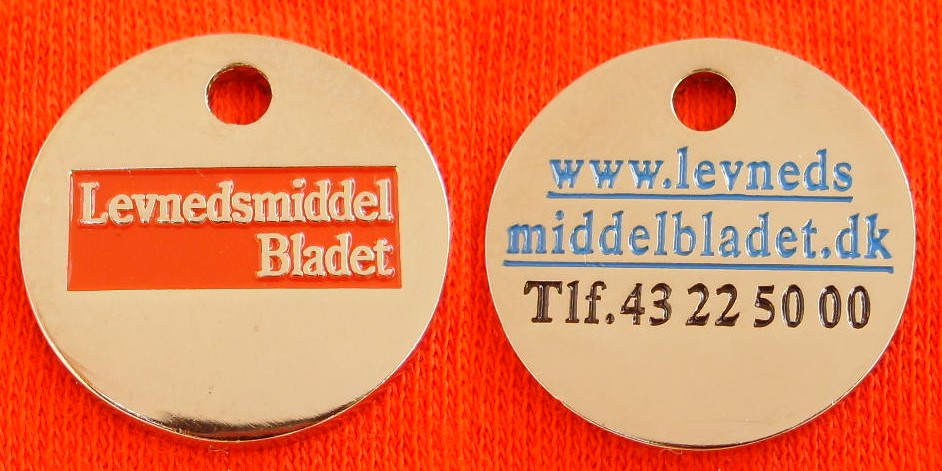 Levnedsmiddel
Bladet
www.levneds
middelbladet.dk
Tlf. 43 22 50 00